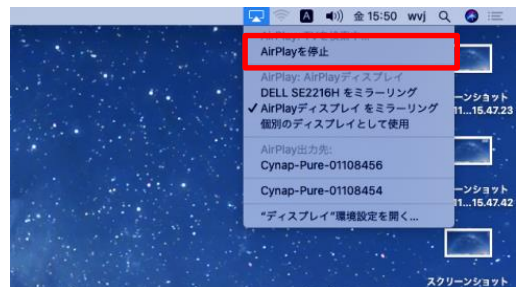 金 15:50 wvj
AirPlayを停止
AirPlay: AirPlayディスプレイ
DELL SE2216H をミラーリング
✓ AirPlayディスプレイ をミラーリング
個別のディスプレイとして使用
AirPlay出力先:
Cynap-Pure-01108456
Cynap-Pure-01108454
“ディスプレイ”環境設定を開く...
ーンショット
11...15.47.23
ーンショット
11...15.47.42
スクリーンショット